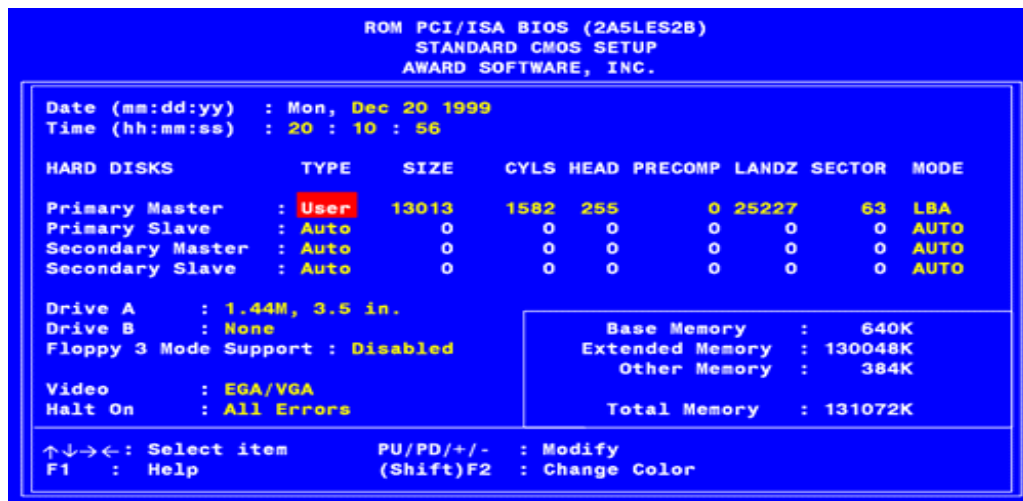 ROM PCI/ISA BIOS (2A5LES2B)
STANDARD CMOS SETUP
AWARD SOFTWARE, INC.
Date (mm:dd:yy) : Mon, Dec 20 1999
Time (hh:mm:ss) : 20 : 10 : 56
HARD DISKS TYPE SIZE CYLS HEAD PRECOMP LANDZ SECTOR MODE
Primary Master : User 13013 1582 255 0 25227 63 LBA
Primary Slave : Auto 0 0 0 0 0 0 AUTO
Secondary Master : Auto 0 0 0 0 0 0 AUTO
Secondary Slave : Auto 0 0 0 0 0 0 AUTO
Drive A : 1.44M, 3.5 in.
Drive B : None
Floppy 3 Mode Support : Disabled
Video : EGA/VGA
Halt On : All Errors
Base Memory : 640K
Extended Memory : 130048K
Other Memory : 384K
Total Memory : 131072K
↑↓→← : Select item PU/PD/+/- : Modify
F1 : Help (Shift)F2 : Change Color